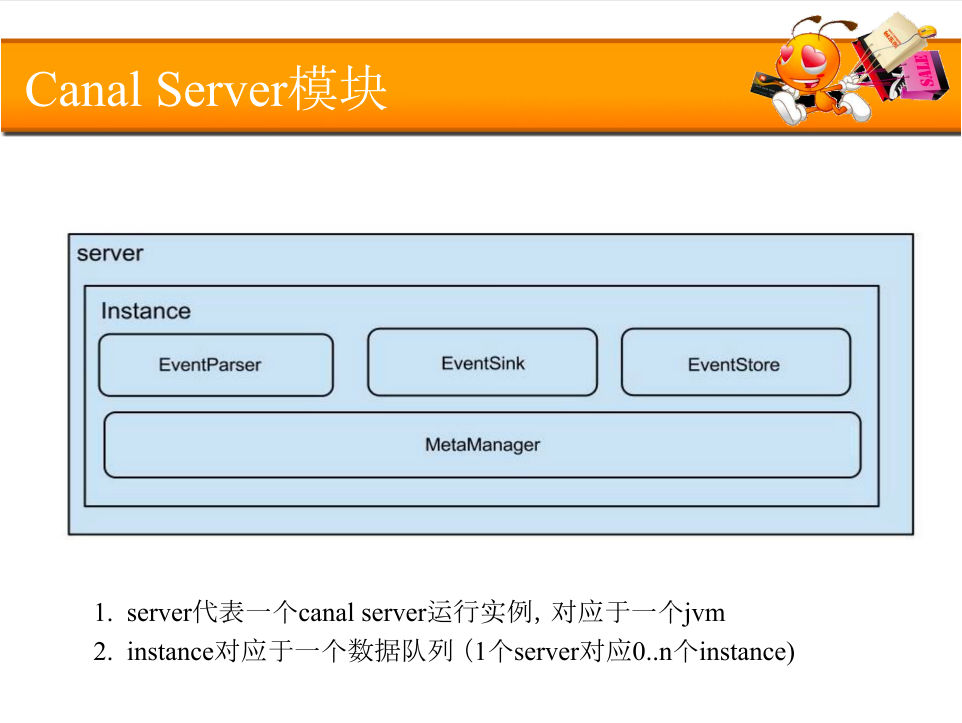 Canal Server模块
SALE
server
Instance
EventParser
EventSink
EventStore
MetaManager
1. server代表一个canal server运行实例，对应于一个jvm
2. instance对应于一个数据队列（1个server对应0..n个instance)